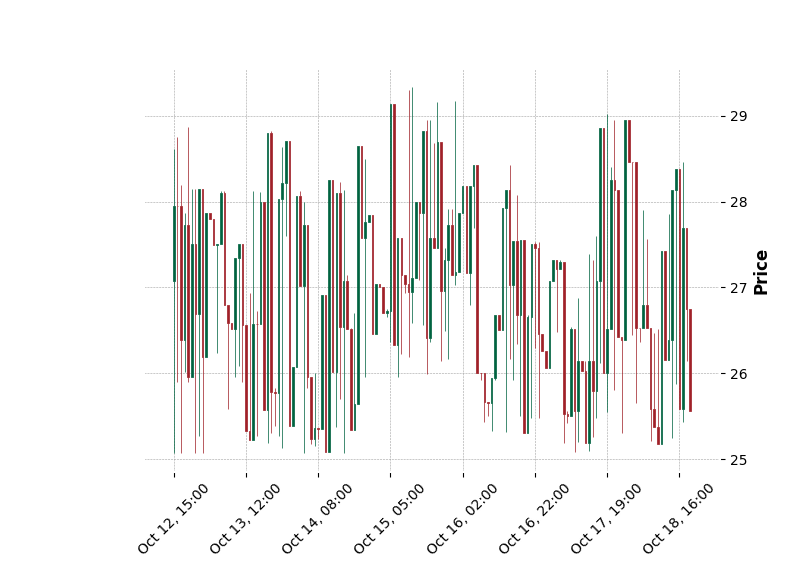 29
28
27
26
25
Price
Oct 12, 15:00
Oct 13, 12:00
Oct 14, 08:00
Oct 15, 05:00
Oct 16, 02:00
Oct 16, 22:00
Oct 17, 19:00
Oct 18, 16:00